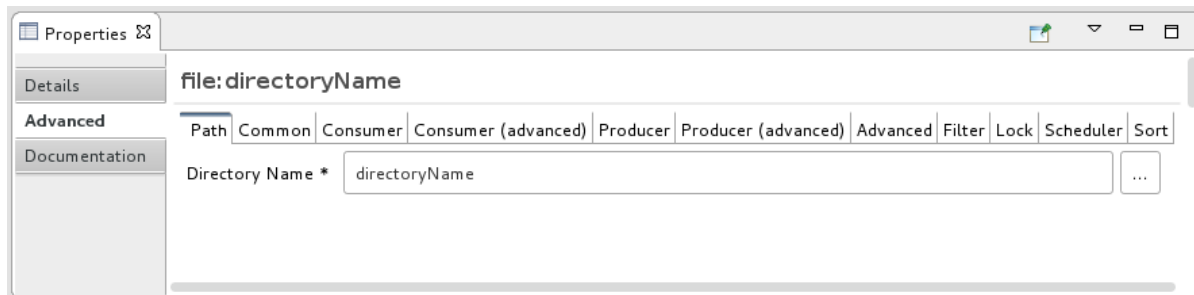 Properties
Details
Advanced
Documentation
file:directoryName
Path Common Consumer Consumer (advanced) Producer Producer (advanced) Advanced Filter Lock Scheduler Sort
Directory Name * directoryName ...